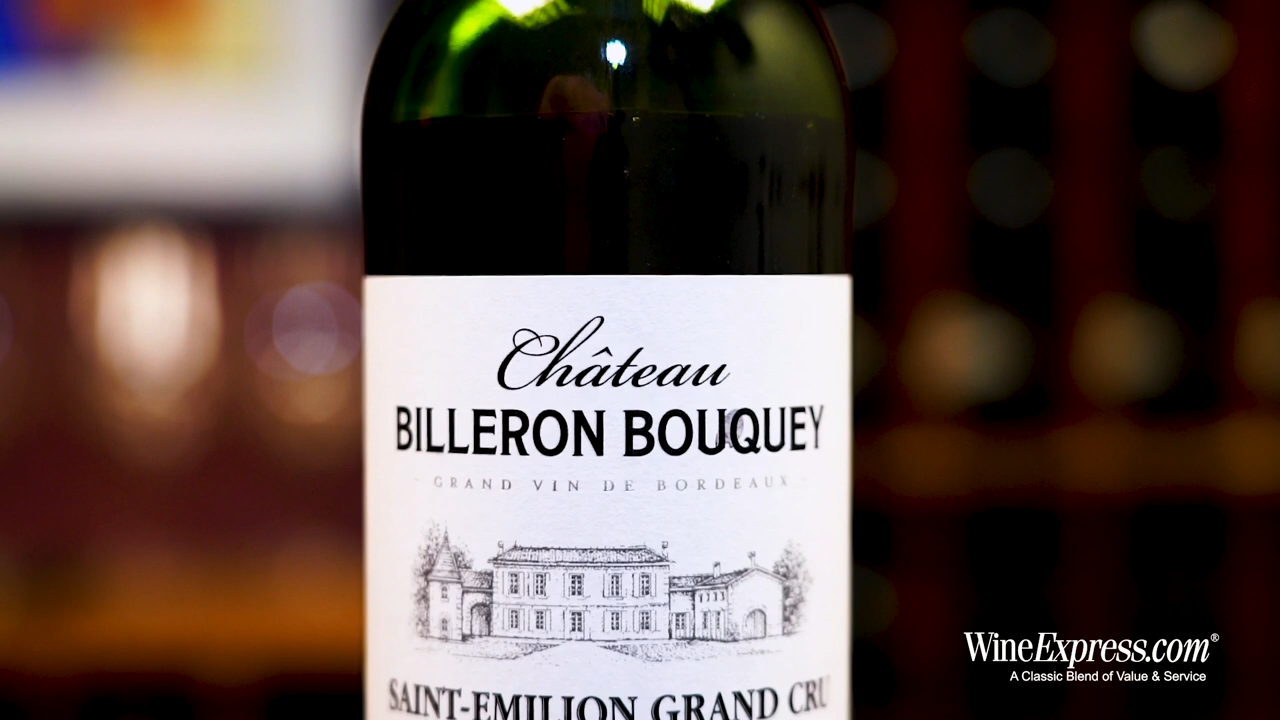 Château
BILLERON BOUQUEY
GRAND VIN DE BORDEAUX
SAINT-EMILION GRAND CRU
WineExpress.com®
A Classic Blend of Value & Service